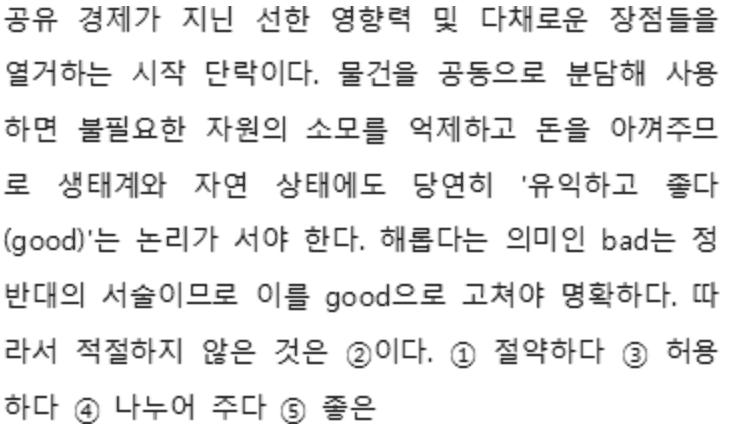 공유 경제가 지닌 선한 영향력 및 다채로운 장점들을
열거하는 시작 단락이다. 물건을 공동으로 분담해 사용
하면 불필요한 자원의 소모를 억제하고 돈을 아껴주므
로 생태계와 자연 상태에도 당연히 '유익하고 좋다
(good)'는 논리가 서야 한다. 해롭다는 의미인 bad는 정
반대의 서술이므로 이를 good으로 고쳐야 명확하다. 따
라서 적절하지 않은 것은 ②이다. ① 절약하다 ③ 허용
하다 ④ 나누어 주다 ⑤ 좋은